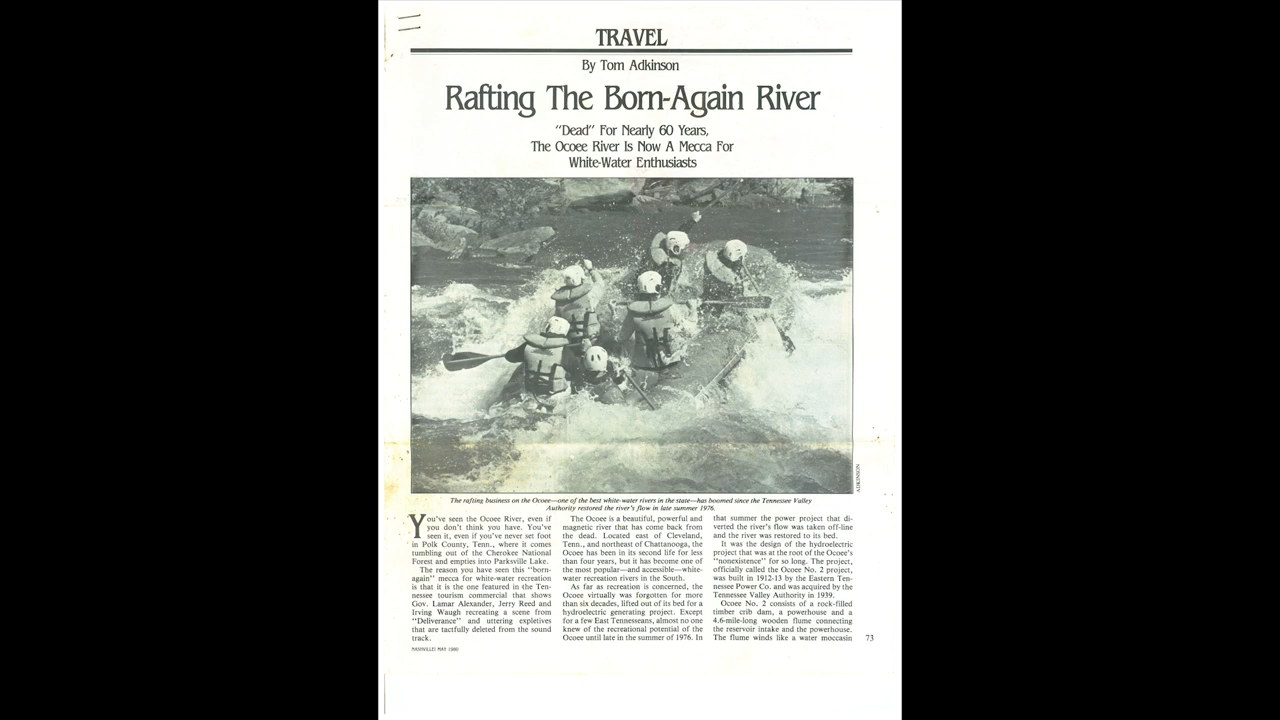 TRAVEL
By Tom Adkinson
Rafting The Born-Again River
"Dead" For Nearly 60 Years,
The Ocoee River Is Now A Mecca For
White-Water Enthusiasts
ADKINSON
The rafting business on the Ocoee—one of the best white-water rivers in the state—has boomed since the Tennessee Valley
Authority restored the river's flow in late summer 1976.
You've seen the Ocoee River, even if
you don't think you have. You've
seen it, even if you've never set foot
in Polk County, Tenn., where it comes
tumbling out of the Cherokee National
Forest and empties into Parksville Lake.
The reason you have seen this "born-
again" mecca for white-water recreation
is that it is the one featured in the Ten-
nessee tourism commercial that shows
Gov. Lamar Alexander, Jerry Reed and
Irving Waugh recreating a scene from
"Deliverance" and uttering expletives
that are tactfully deleted from the sound
track.
The Ocoee is a beautiful, powerful and
magnetic river that has come back from
the dead. Located east of Cleveland,
Tenn., and northeast of Chattanooga, the
Ocoee has been in its second life for less
than four years, but it has become one of
the most popular—and accessible—white-
water recreation rivers in the South.
As far as recreation is concerned, the
Ocoee virtually was forgotten for more
than six decades, lifted out of its bed for a
hydroelectric generating project. Except
for a few East Tennesseans, almost no one
knew of the recreational potential of the
Ocoee until late in the summer of 1976. In
that summer the power project that di-
verted the river's flow was taken off-line
and the river was restored to its bed.
It was the design of the hydroelectric
project that was at the root of the Ocoee's
"nonexistence" for so long. The project,
officially called the Ocoee No. 2 project,
was built in 1912-13 by the Eastern Ten-
nessee Power Co. and was acquired by the
Tennessee Valley Authority in 1939.
Ocoee No. 2 consists of a rock-filled
timber crib dam, a powerhouse and a
4.6-mile-long wooden flume connecting
the reservoir intake and the powerhouse.
The flume winds like a water moccasin
73
NASHVILLE! MAY 1980